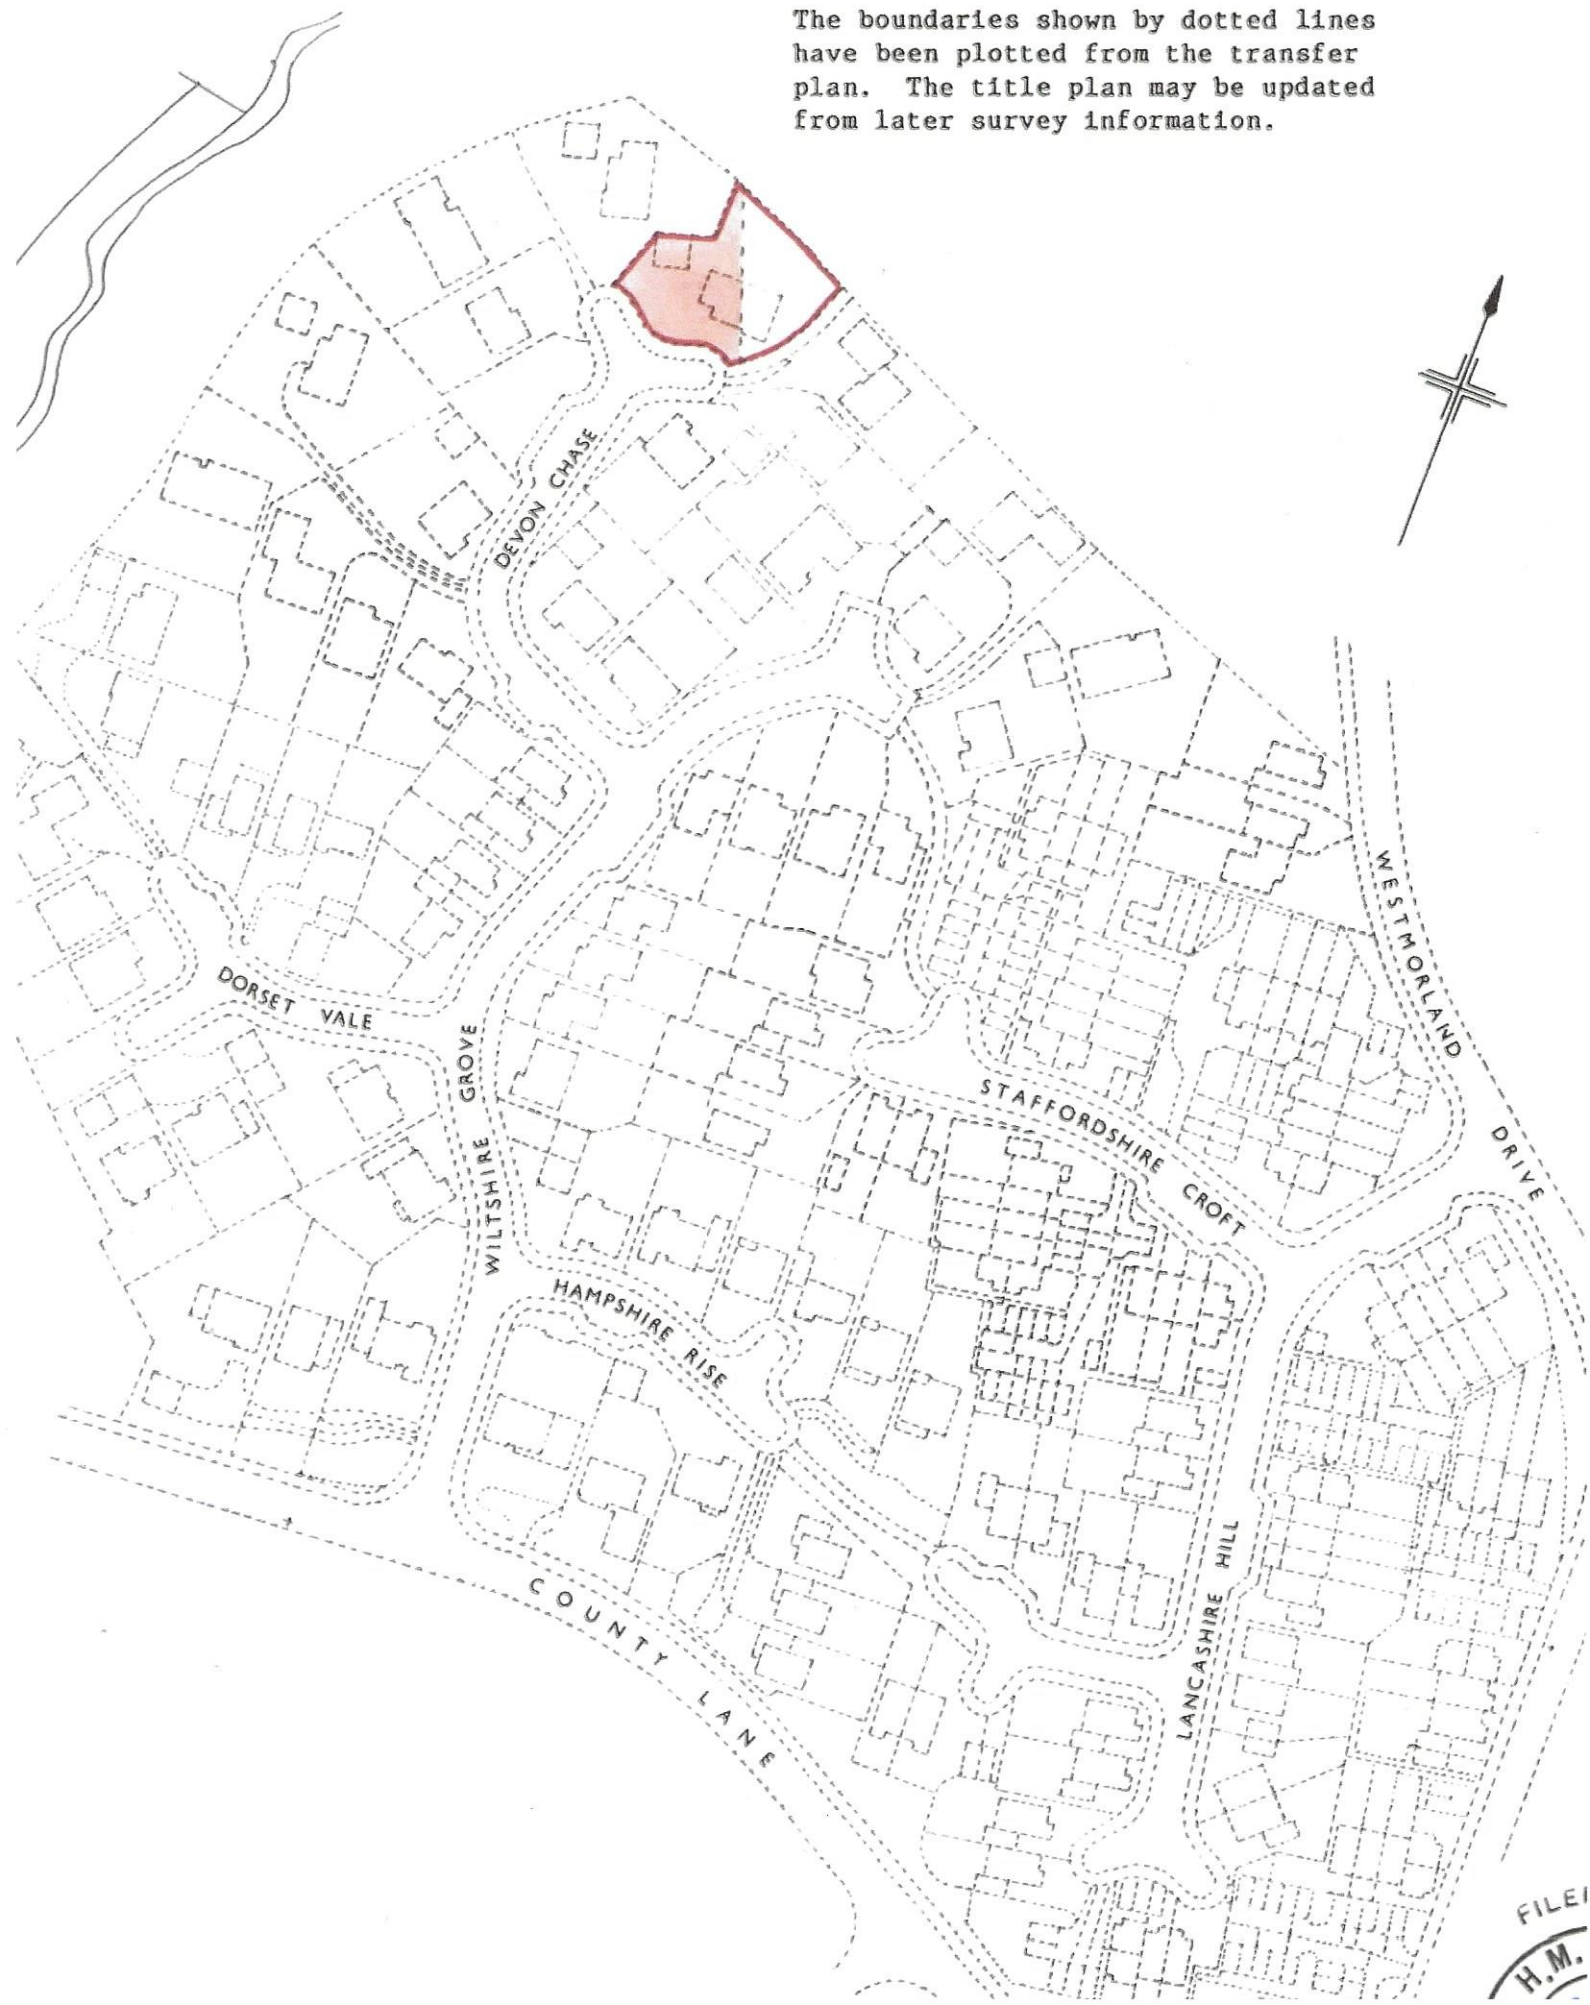 The boundaries shown by dotted lines
have been plotted from the transfer
plan. The title plan may be updated
from later survey information.
DEVON CHASE
WESTMORLAND DRIVE
DORSET VALE
WILTSHIRE GROVE
STAFFORDSHIRE CROFT
HAMPSHIRE RISE
LANCASHIRE HILL
COUNTY LANE
H.M.